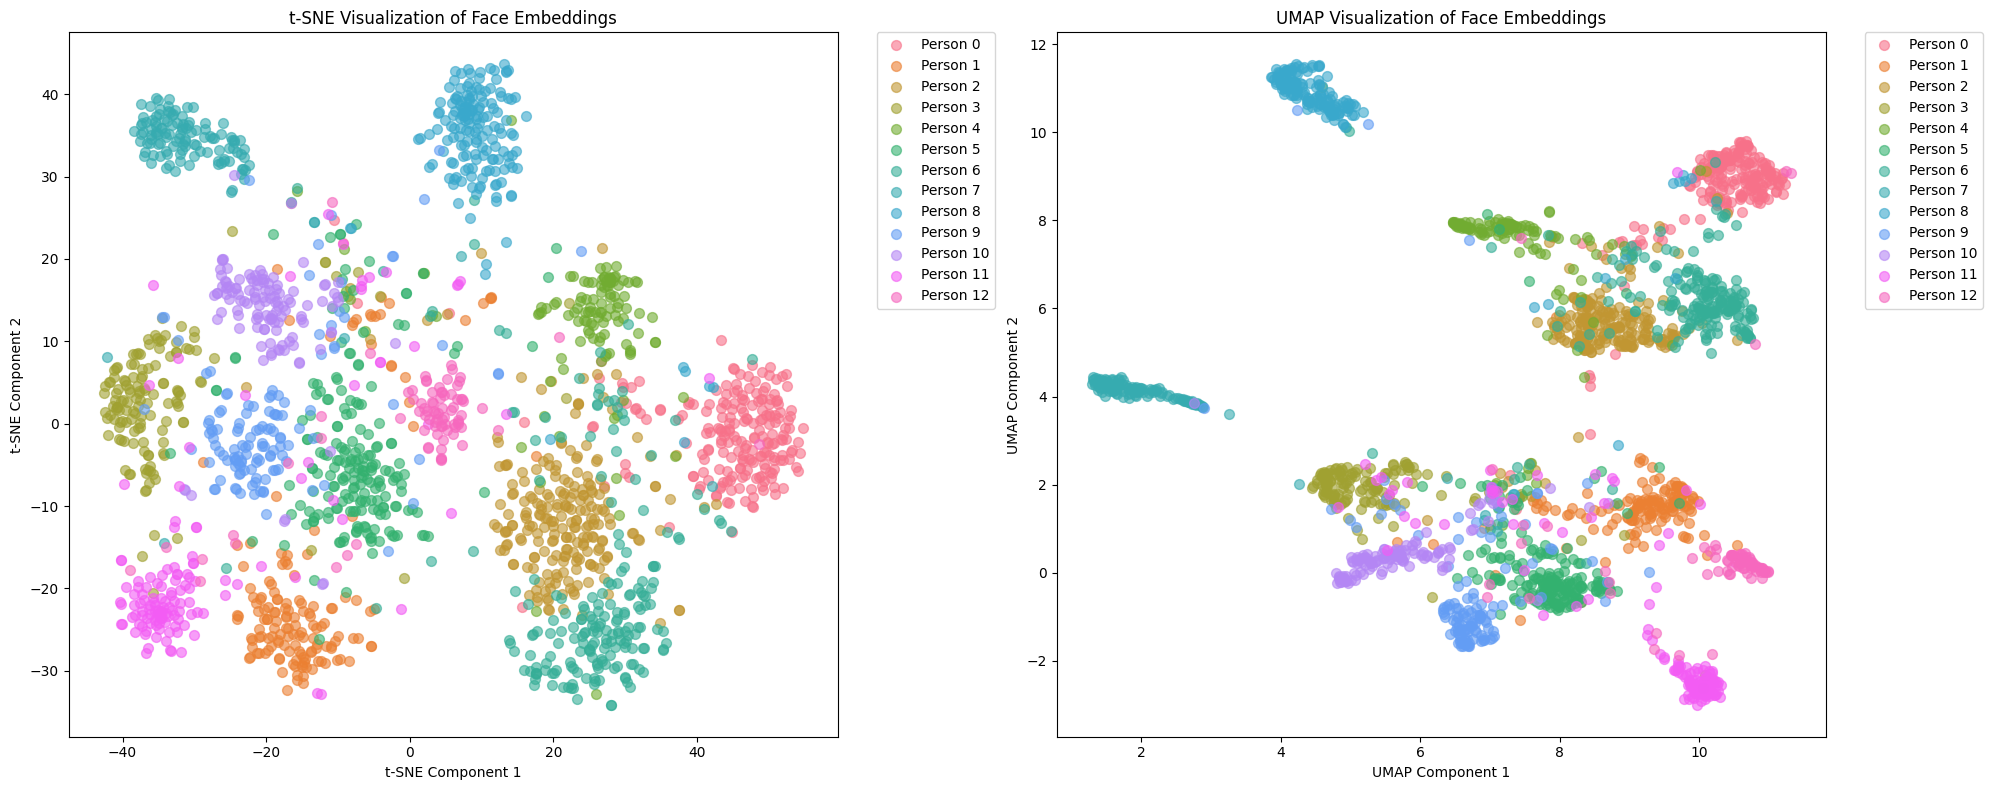 t-SNE Visualization of Face Embeddings
40
30
20
10
0
−10
−20
−30
t-SNE Component 2
−40
−20
0
20
40
t-SNE Component 1
Person 0
Person 1
Person 2
Person 3
Person 4
Person 5
Person 6
Person 7
Person 8
Person 9
Person 10
Person 11
Person 12
UMAP Visualization of Face Embeddings
12
10
8
6
4
2
0
−2
UMAP Component 2
2
4
6
8
10
UMAP Component 1
Person 0
Person 1
Person 2
Person 3
Person 4
Person 5
Person 6
Person 7
Person 8
Person 9
Person 10
Person 11
Person 12